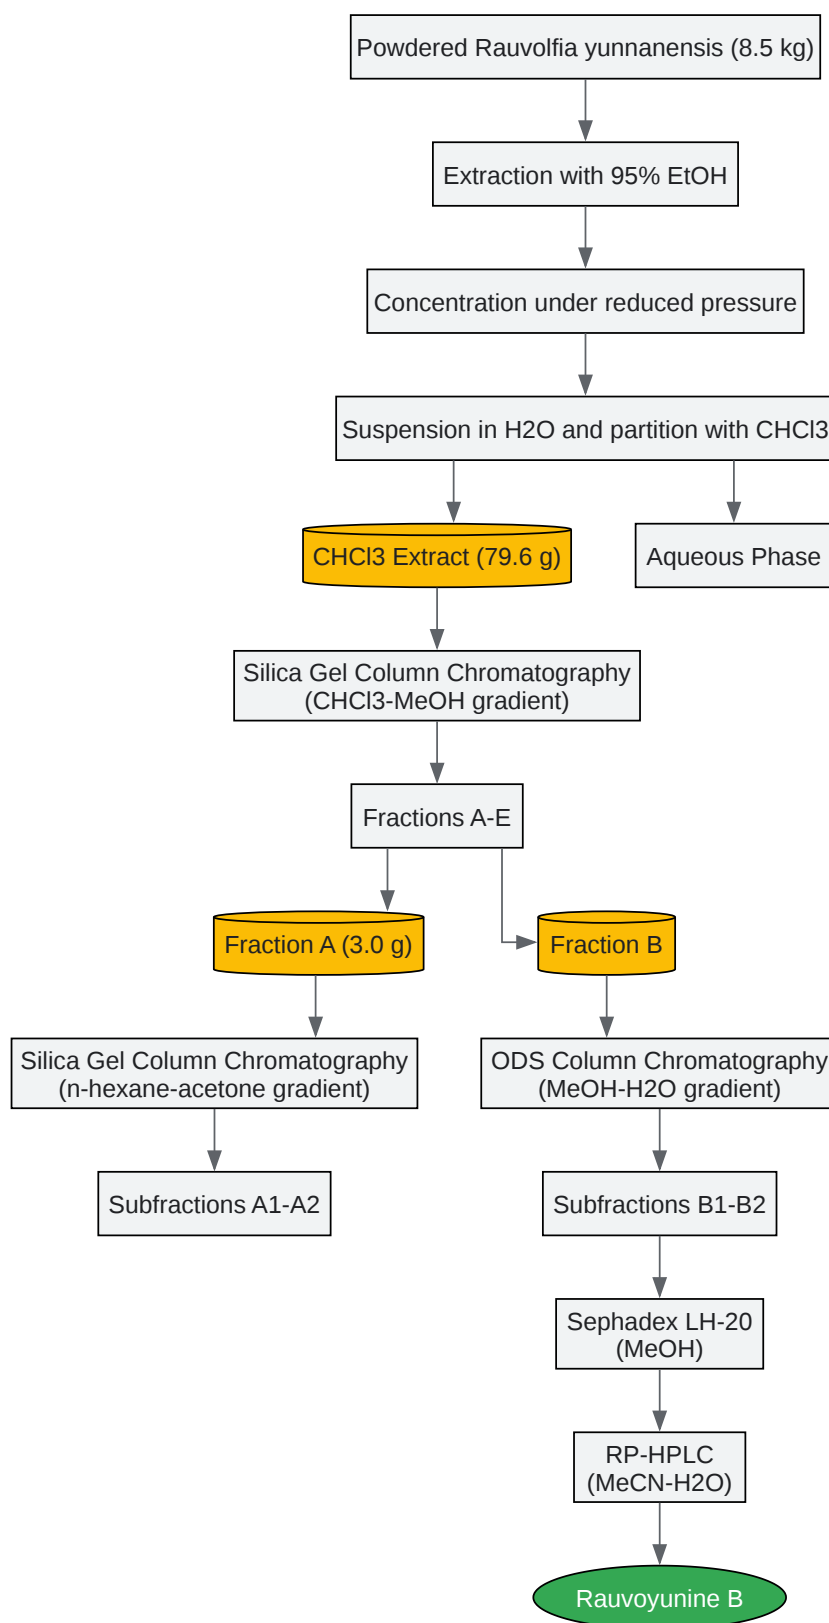 Powdered Rauvolfia yunnanensis (8.5 kg)
Extraction with 95% EtOH
Concentration under reduced pressure
Suspension in H2O and partition with CHCl3
CHCl3 Extract (79.6 g)
Aqueous Phase
Silica Gel Column Chromatography
(CHCl3-MeOH gradient)
Fractions A-E
Fraction A (3.0 g)
Fraction B
Silica Gel Column Chromatography
(n-hexane-acetone gradient)
ODS Column Chromatography
(MeOH-H2O gradient)
Subfractions A1-A2
Subfractions B1-B2
Sephadex LH-20
(MeOH)
RP-HPLC
(MeCN-H2O)
Rauvoyunine B